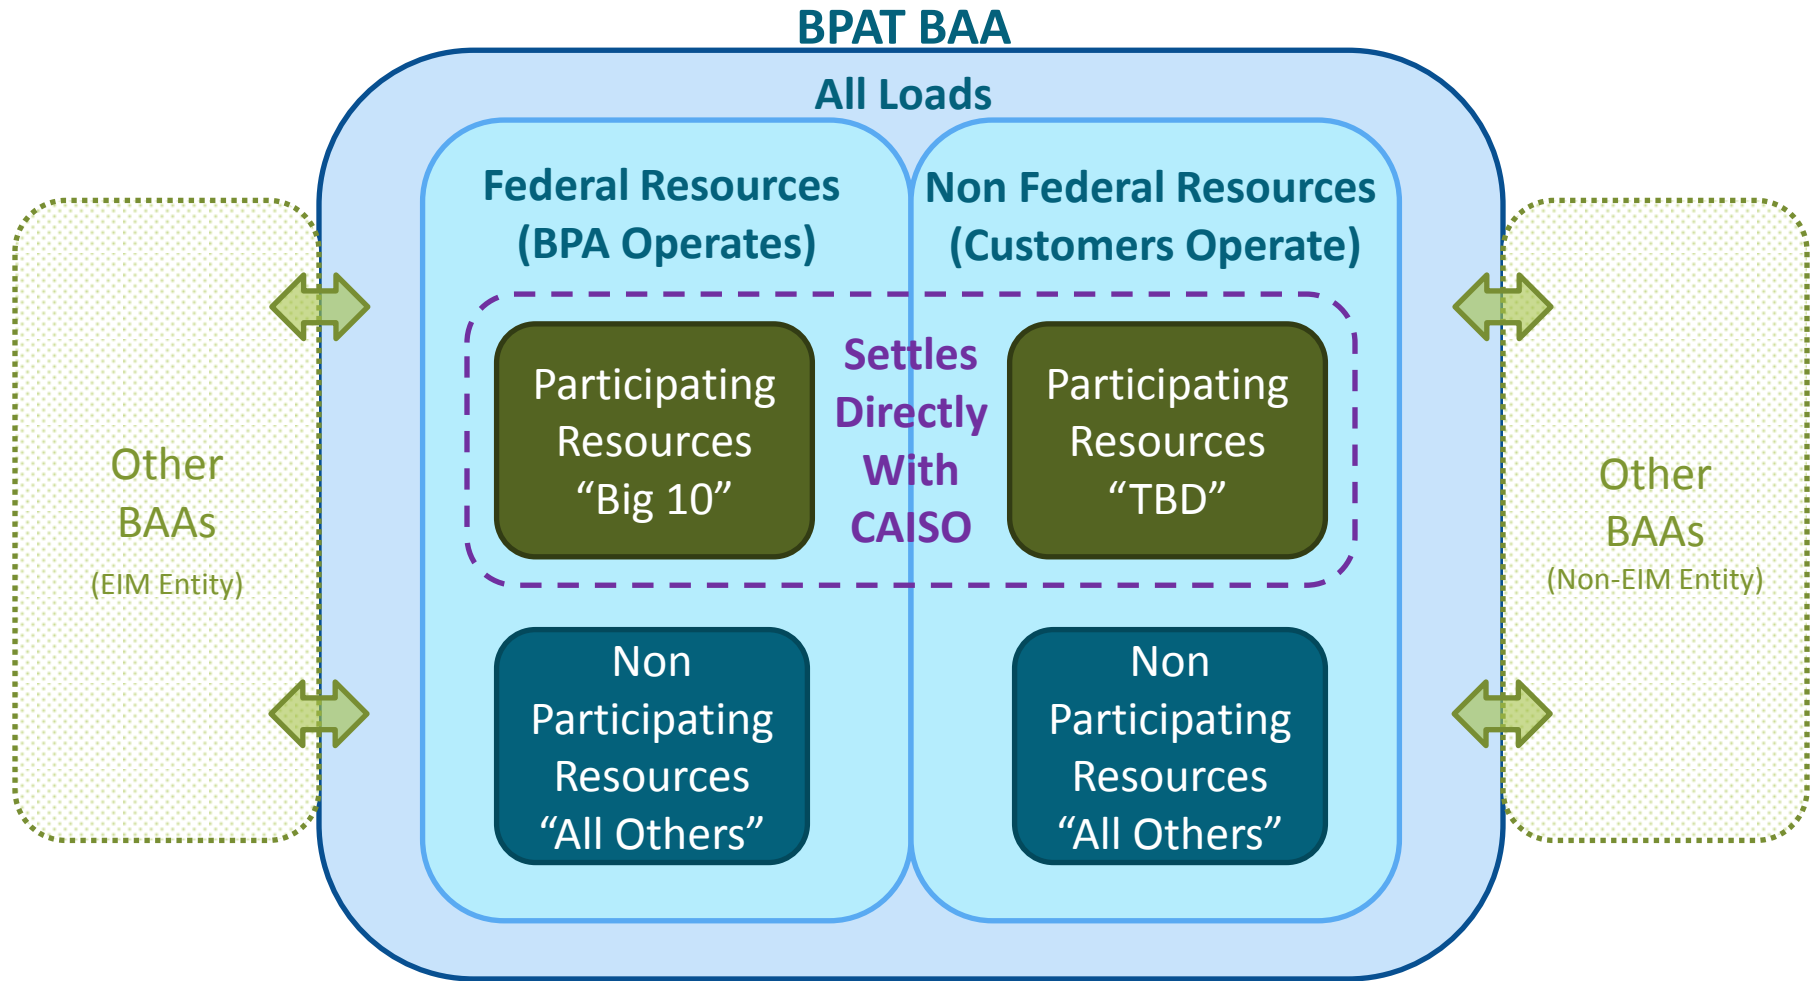 BPAT BAA
All Loads
Federal Resources
(BPA Operates)
Non Federal Resources
(Customers Operate)
Participating
Resources
“Big 10”
Settles
Directly
With
CAISO
Participating
Resources
“TBD”
Other
BAAs
(EIM Entity)
Other
BAAs
(Non-EIM Entity)
Non
Participating
Resources
“All Others”
Non
Participating
Resources
“All Others”